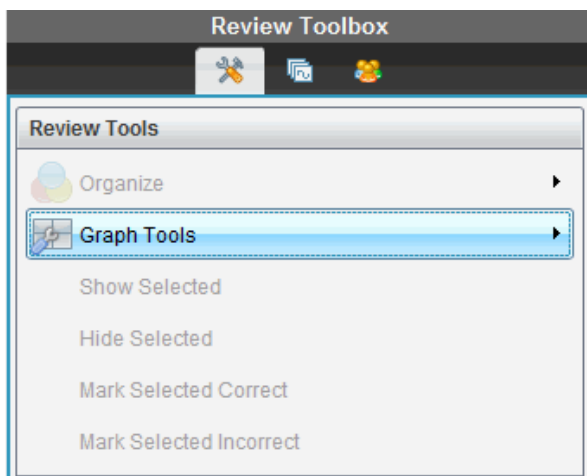 Review Toolbox
Review Tools
Organize
Graph Tools
Show Selected
Hide Selected
Mark Selected Correct
Mark Selected Incorrect